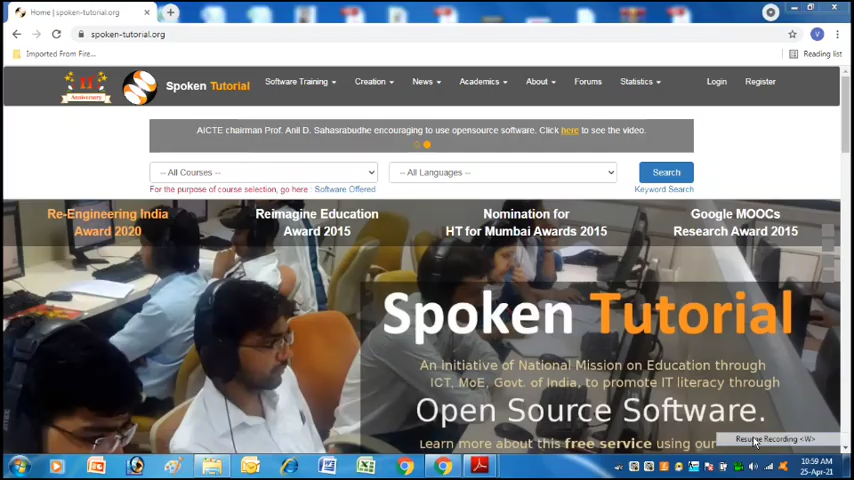 Home | spoken-tutorial.org
spoken-tutorial.org
Imported From Fire...
Reading list
Spoken Tutorial Software Training Creation News Academics About Forums Statistics Login Register
AICTE chairman Prof. Anil D. Sahasrabudhe encouraging to use opensource software. Click here to see the video.
-- All Courses -- -- All Languages -- Search
For the purpose of course selection, go here : Software Offered Keyword Search
Re-Engineering India Award 2020
Reimagine Education Award 2015
Nomination for HT for Mumbai Awards 2015
Google MOOCs Research Award 2015
Spoken Tutorial
An initiative of National Mission on Education through
ICT, MoE, Govt. of India, to promote IT literacy through
Open Source Software.
Learn more about this free service using our
Resume Recording <W>
10:59 AM
25-Apr-21